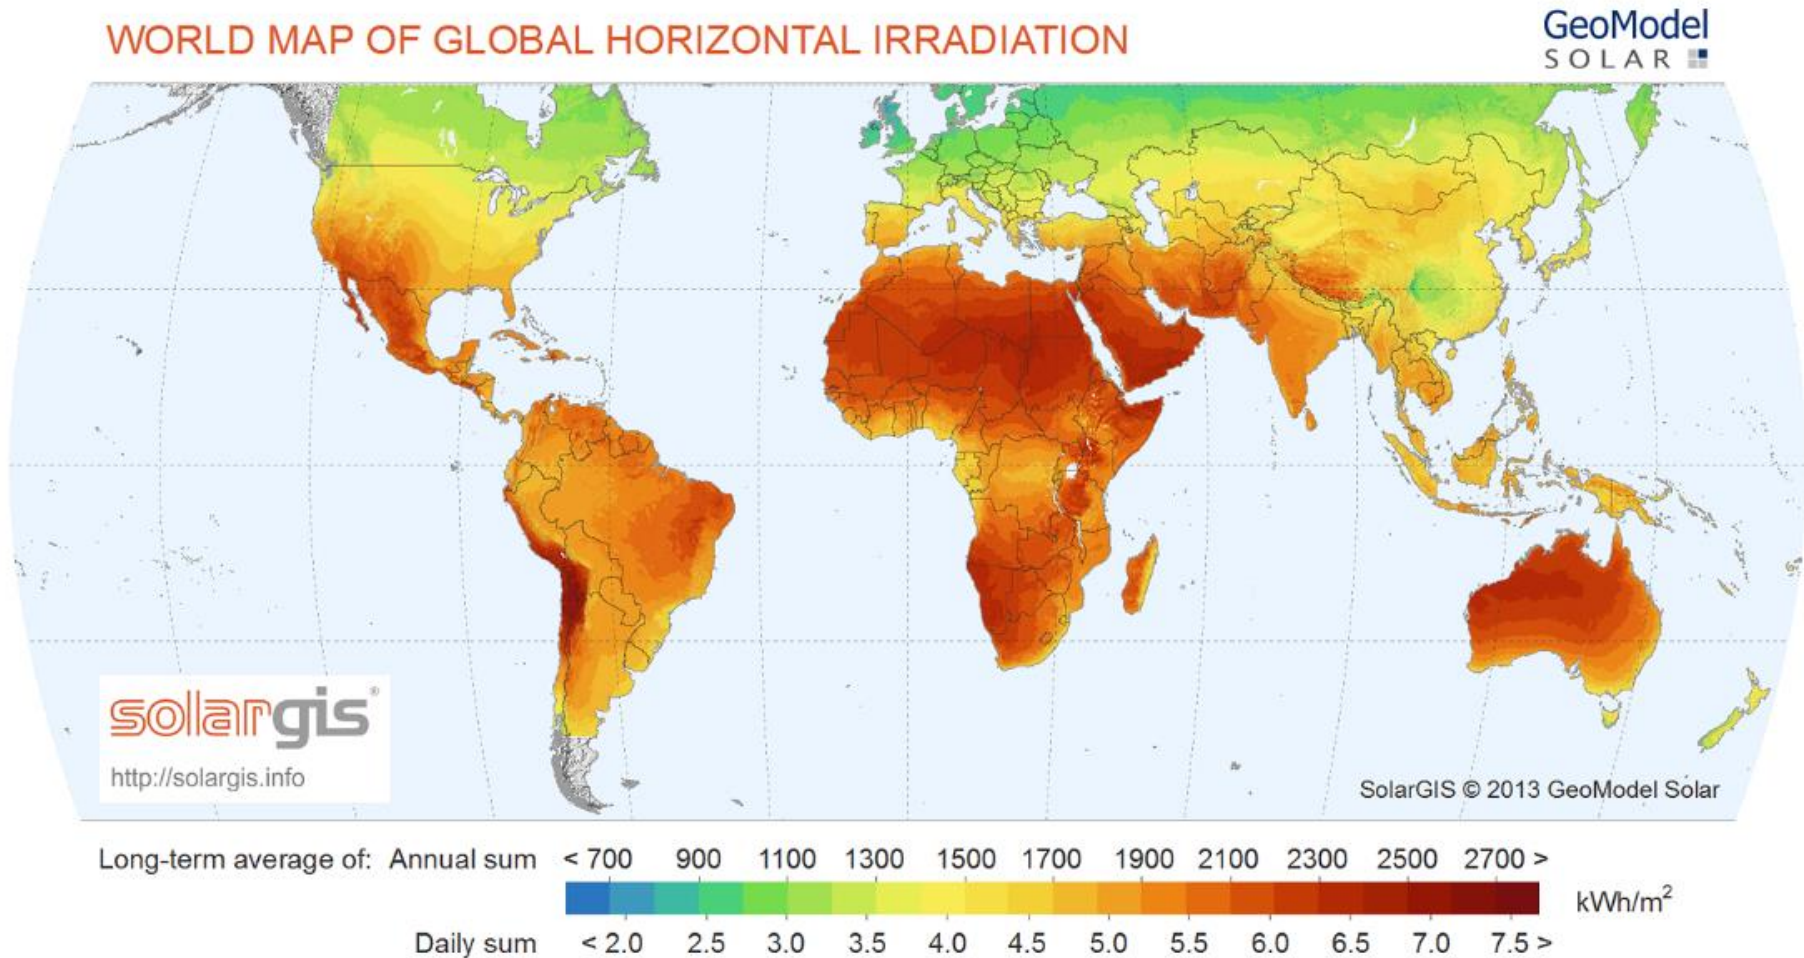 WORLD MAP OF GLOBAL HORIZONTAL IRRADIATION
GeoModel
SOLAR
solargis®
http://solargis.info
SolarGIS © 2013 GeoModel Solar
Long-term average of: Annual sum < 700 900 1100 1300 1500 1700 1900 2100 2300 2500 2700 >
kWh/m²
Daily sum < 2.0 2.5 3.0 3.5 4.0 4.5 5.0 5.5 6.0 6.5 7.0 7.5 >